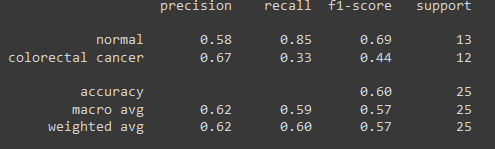 precision recall f1-score support
normal 0.58 0.85 0.69 13
colorectal cancer 0.67 0.33 0.44 12
accuracy 0.60 25
macro avg 0.62 0.59 0.57 25
weighted avg 0.62 0.60 0.57 25